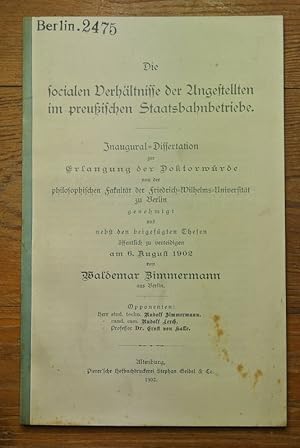 Berlin.2475
Die
socialen Verhältnisse der Angestellten
im preußischen Staatsbahnbetriebe.
Inaugural-Dissertation
zur
Erlangung der Doktorwürde
von der
philosophischen Fakultät der Friedrich-Wilhelms-Universität
zu Berlin
genehmigt
und
nebst den beigefügten Thesen
öffentlich zu verteidigen
am 6. August 1902
von
Waldemar Zimmermann
aus Berlin.
Opponenten:
Herr stud. techn. Rudolf Zimmermann.
cand. cam. Rudolf Lerch.
Professor Dr. Ernst von Halle.
Altenburg,
Pierer'sche Hofbuchdruckerei Stephan Geibel & Co.
1902.